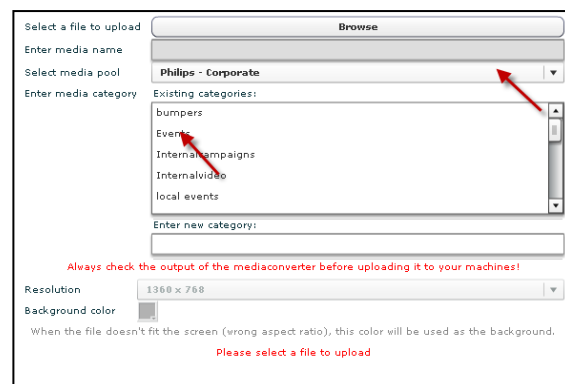 Select a file to upload Browse
Enter media name
Select media pool Philips - Corporate
Enter media category Existing categories:
bumpers
Events
Internalcampaigns
Internalvideo
local events
Enter new category:
Always check the output of the mediaconverter before uploading it to your machines!
Resolution 1360 x 768
Background color
When the file doesn't fit the screen (wrong aspect ratio), this color will be used as the background.
Please select a file to upload